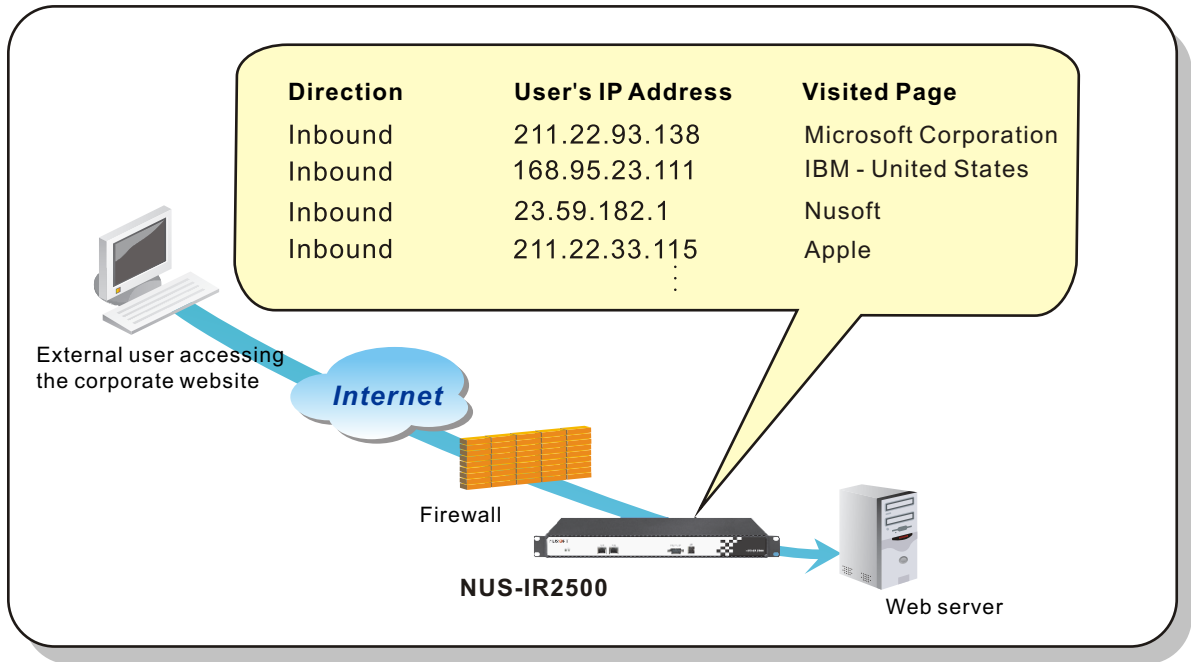 Direction User's IP Address Visited Page
Inbound 211.22.93.138 Microsoft Corporation
Inbound 168.95.23.111 IBM - United States
Inbound 23.59.182.1 Nusoft
Inbound 211.22.33.115 Apple
External user accessing
the corporate website
Internet
Firewall
NUS-IR2500
Web server